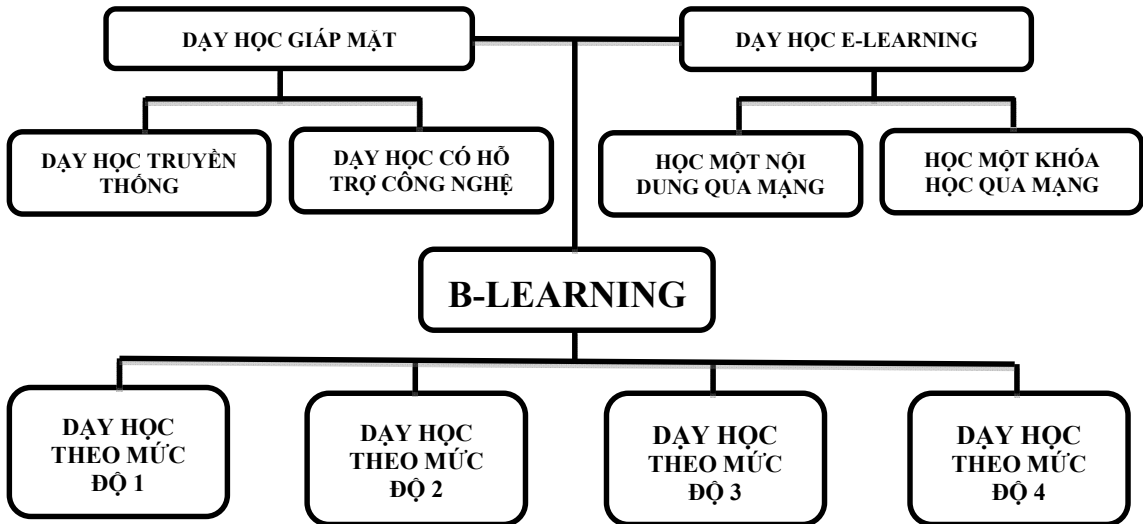 DẠY HỌC GIÁP MẶT
DẠY HỌC E-LEARNING
DẠY HỌC TRUYỀN
THỐNG
DẠY HỌC CÓ HỖ
TRỢ CÔNG NGHỆ
HỌC MỘT NỘI
DUNG QUA MẠNG
HỌC MỘT KHÓA
HỌC QUA MẠNG
B-LEARNING
DẠY HỌC
THEO MỨC
ĐỘ 1
DẠY HỌC
THEO MỨC
ĐỘ 2
DẠY HỌC
THEO MỨC
ĐỘ 3
DẠY HỌC
THEO MỨC
ĐỘ 4